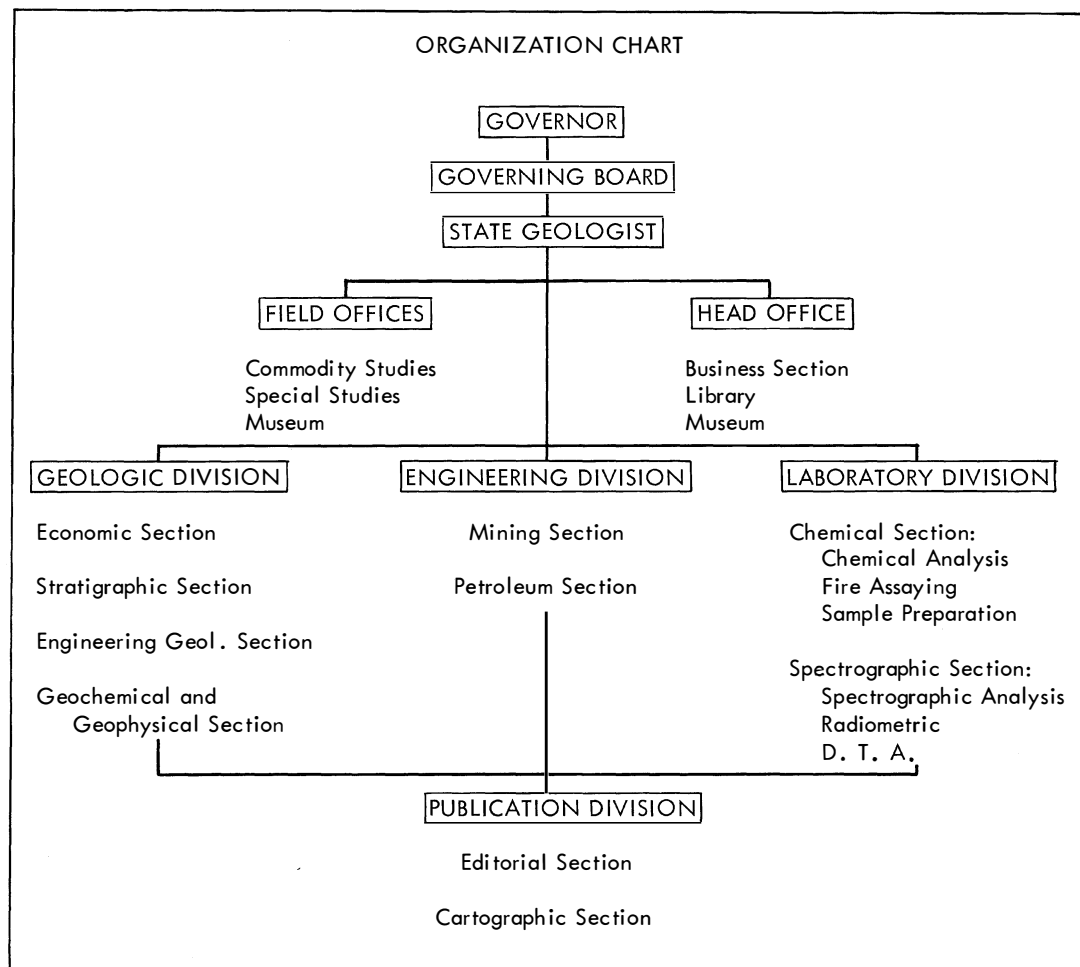 ORGANIZATION CHART
GOVERNOR
GOVERNING BOARD
STATE GEOLOGIST
FIELD OFFICES
Commodity Studies
Special Studies
Museum
HEAD OFFICE
Business Section
Library
Museum
GEOLOGIC DIVISION
Economic Section
Stratigraphic Section
Engineering Geol. Section
Geochemical and
Geophysical Section
ENGINEERING DIVISION
Mining Section
Petroleum Section
LABORATORY DIVISION
Chemical Section:
Chemical Analysis
Fire Assaying
Sample Preparation
Spectrographic Section:
Spectrographic Analysis
Radiometric
D. T. A.
PUBLICATION DIVISION
Editorial Section
Cartographic Section